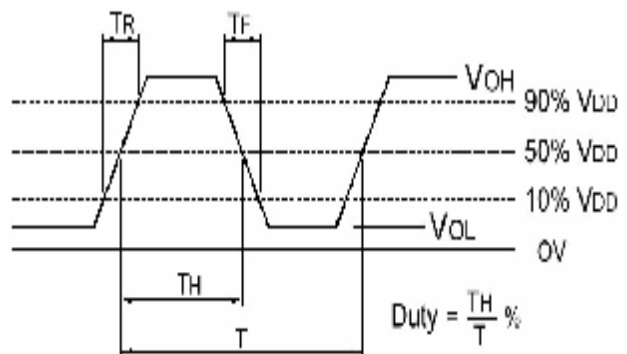 TR
TF
VOH
90% VDD
50% VDD
10% VDD
VOL
0V
TH
T
Duty = TH/T %